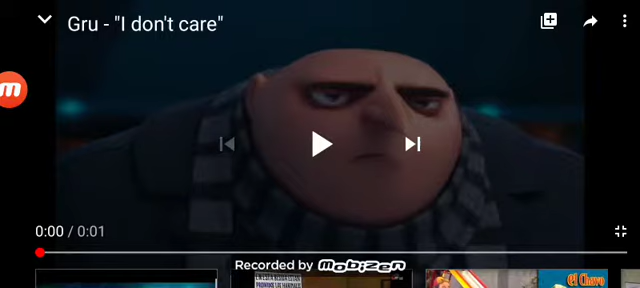 Gru - "I don't care"
m
0:00 / 0:01
Recorded by MOBIZEN
El Chavo